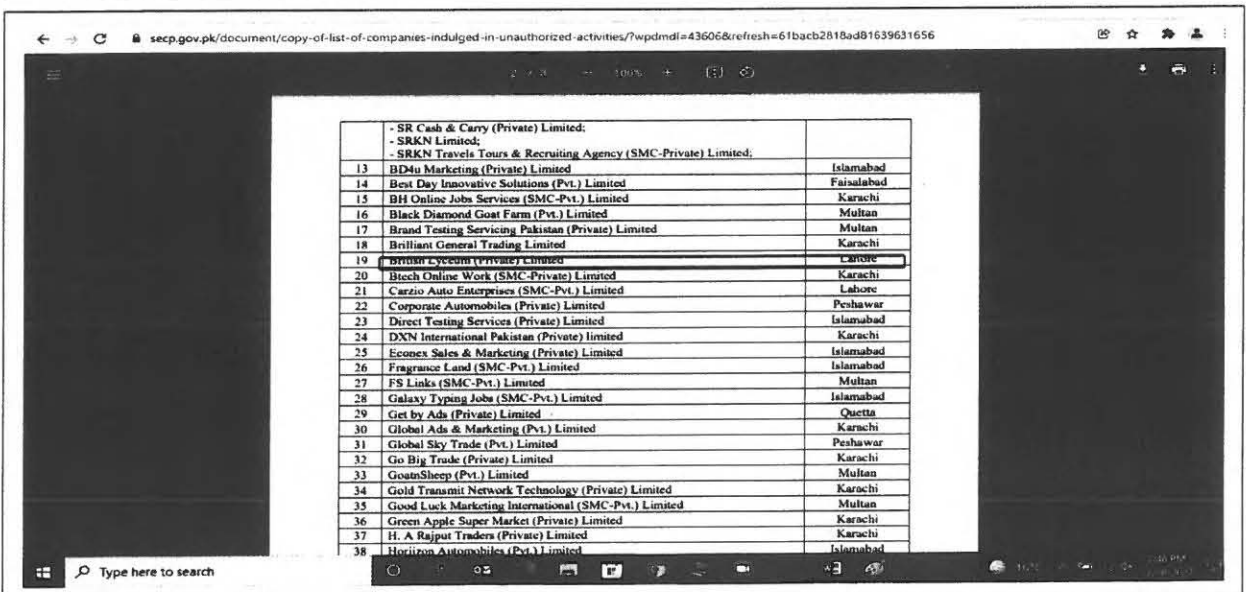 secp.gov.pk/document/copy-of-list-of-companies-indulged-in-unauthorized-activities/?wpdmdl=43606&refresh=61bacb2818ad81639631656
100%
- SR Cash & Carry (Private) Limited;
- SRKN Limited;
- SRKN Travels Tours & Recruiting Agency (SMC-Private) Limited;
13 BD4u Marketing (Private) Limited Islamabad
14 Best Day Innovative Solutions (Pvt.) Limited Faisalabad
15 BH Online Jobs Services (SMC-Pvt.) Limited Karachi
16 Black Diamond Goat Farm (Pvt.) Limited Multan
17 Brand Testing Servicing Pakistan (Private) Limited Multan
18 Brilliant General Trading Limited Karachi
19 British Lyceum (Private) Limited Lahore
20 Btech Online Work (SMC-Private) Limited Karachi
21 Carzio Auto Enterprises (SMC-Pvt.) Limited Lahore
22 Corporate Automobiles (Private) Limited Peshawar
23 Direct Testing Services (Private) Limited Islamabad
24 DXN International Pakistan (Private) limited Karachi
25 Econex Sales & Marketing (Private) Limited Islamabad
26 Fragrance Land (SMC-Pvt.) Limited Islamabad
27 FS Links (SMC-Pvt.) Limited Multan
28 Galaxy Typing Jobs (SMC-Pvt.) Limited Islamabad
29 Get by Ads (Private) Limited Quetta
30 Global Ads & Marketing (Pvt.) Limited Karachi
31 Global Sky Trade (Pvt.) Limited Peshawar
32 Go Big Trade (Private) Limited Karachi
33 GoatnSheep (Pvt.) Limited Multan
34 Gold Transmit Network Technology (Private) Limited Karachi
35 Good Luck Marketing International (SMC-Pvt.) Limited Multan
36 Green Apple Super Market (Private) Limited Karachi
37 H. A Rajput Traders (Private) Limited Karachi
38 Horiizon Automobiles (Pvt.) Limited Islamabad
Type here to search